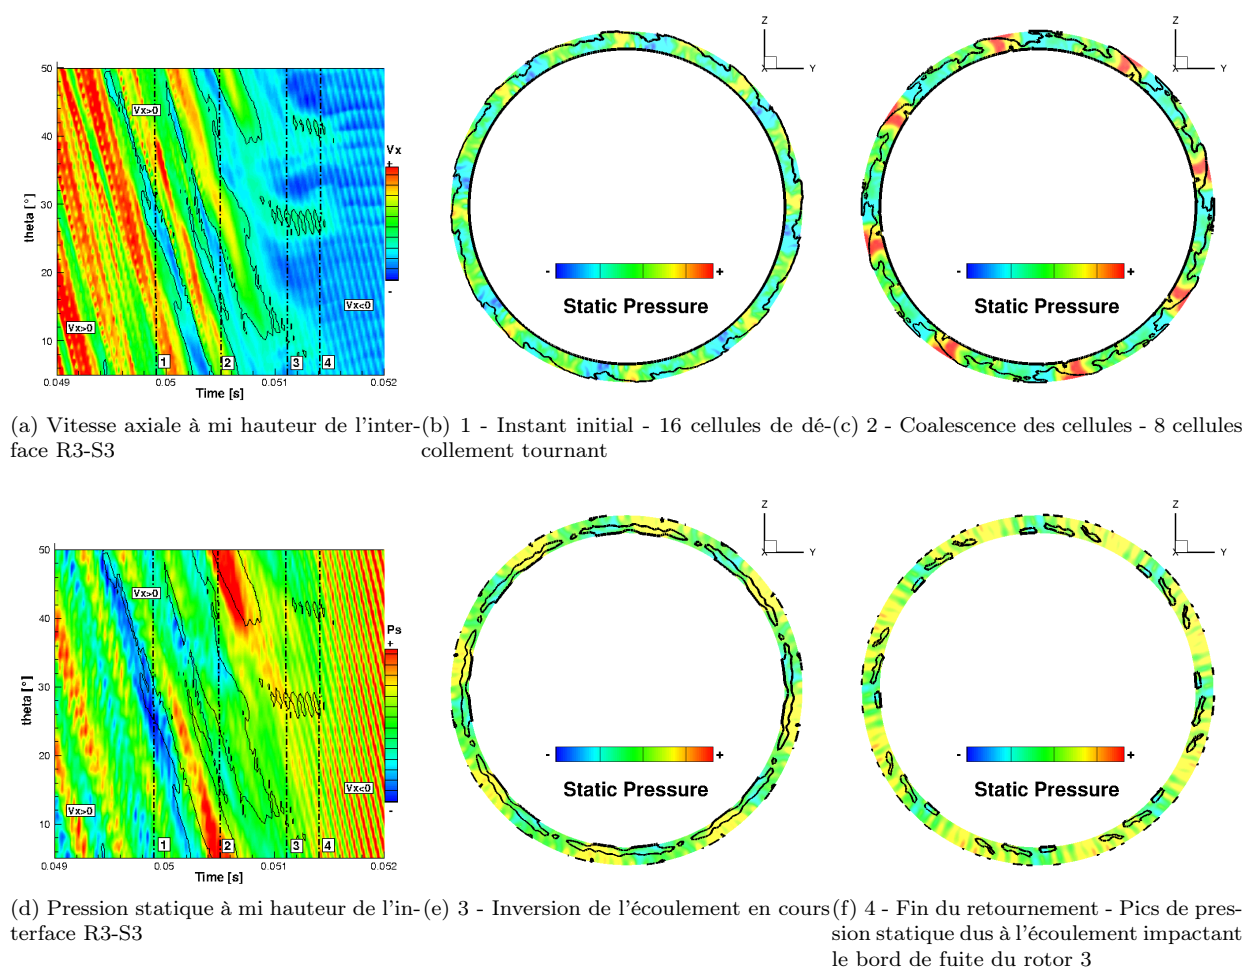 50
40
30
20
10
theta [°]
Vx>0
Vx>0
Vx<0
1
2
3
4
0.049
0.05
0.051
0.052
Time [s]
Vx
+
-
Z
X
Y
-
+
Static Pressure
Z
X
Y
-
+
Static Pressure
(a) Vitesse axiale à mi hauteur de l'inter-
face R3-S3
(b) 1 - Instant initial - 16 cellules de dé-
collement tournant
(c) 2 - Coalescence des cellules - 8 cellules
50
40
30
20
10
theta [°]
Vx>0
Vx>0
Vx<0
1
2
3
4
0.049
0.05
0.051
0.052
Time [s]
Ps
+
-
Z
X
Y
-
+
Static Pressure
Z
X
Y
-
+
Static Pressure
(d) Pression statique à mi hauteur de l'in-
terface R3-S3
(e) 3 - Inversion de l'écoulement en cours
(f) 4 - Fin du retournement - Pics de pres-
sion statique dus à l'écoulement impactant
le bord de fuite du rotor 3